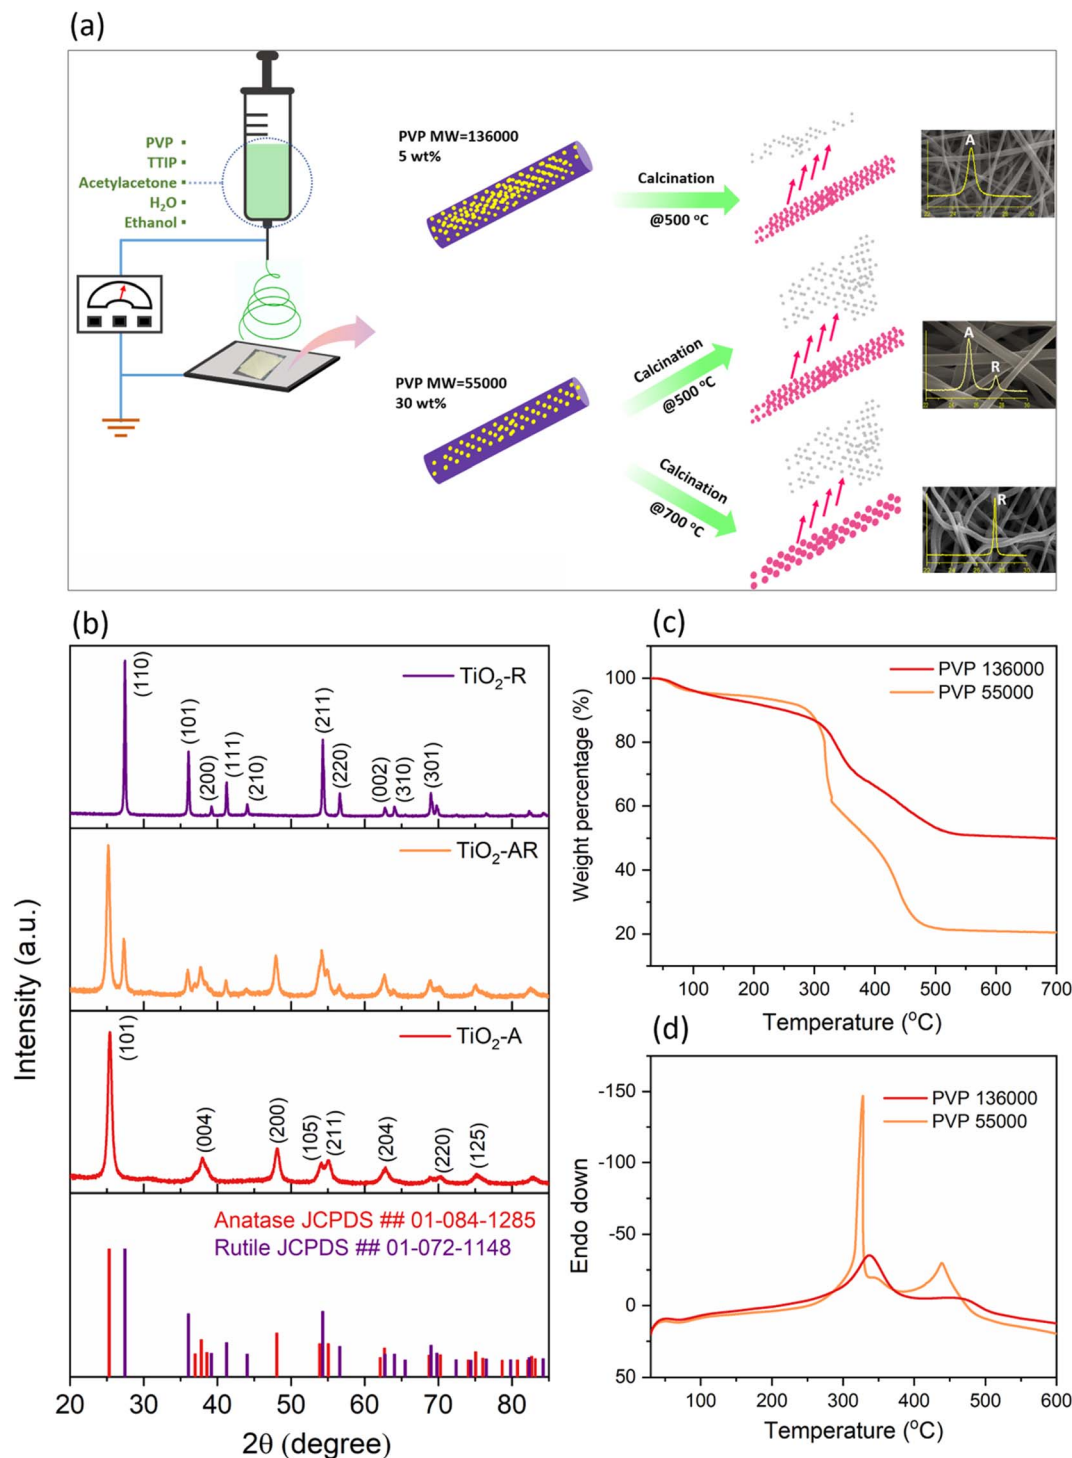 (a)
PVP
TTIP
Acetylacetone
H₂O
Ethanol
PVP MW=136000
5 wt%
Calcination
@500 °C
A
PVP MW=55000
30 wt%
Calcination
@500 °C
A
R
Calcination
@700 °C
R
(b)
Intensity (a.u.)
TiO₂-R
(110)
(101)
(200)
(111)
(210)
(211)
(220)
(002)
(310)
(301)
TiO₂-AR
TiO₂-A
(101)
(004)
(200)
(105)
(211)
(204)
(220)
(125)
Anatase JCPDS ## 01-084-1285
Rutile JCPDS ## 01-072-1148
20 30 40 50 60 70 80
2θ (degree)
(c)
Weight percentage (%)
100
80
60
40
20
PVP 136000
PVP 55000
100 200 300 400 500 600 700
Temperature (°C)
(d)
Endo down
-150
-100
-50
0
50
PVP 136000
PVP 55000
100 200 300 400 500 600
Temperature (°C)